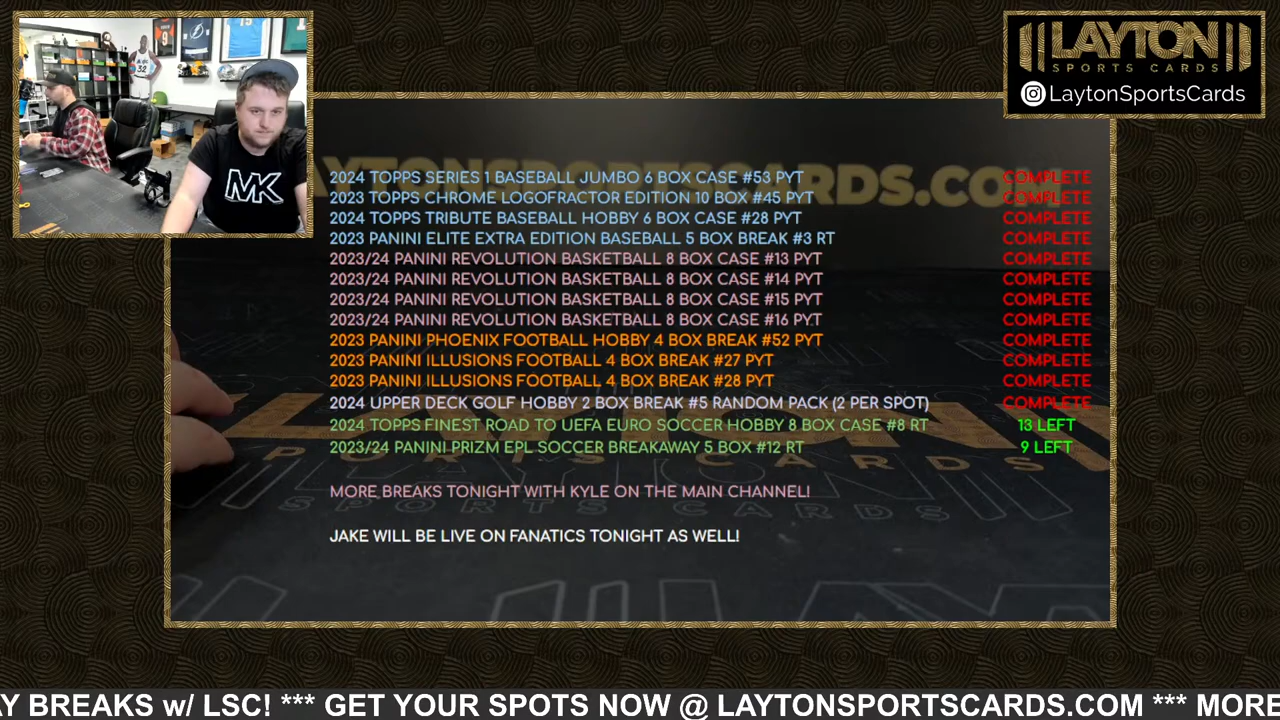 LAYTON
SPORTS CARDS
LaytonSportsCards
LAYTONSPORTSCARDS.COM
2024 TOPPS SERIES 1 BASEBALL JUMBO 6 BOX CASE #53 PYT COMPLETE
2023 TOPPS CHROME LOGOFRACTOR EDITION 10 BOX #45 PYT COMPLETE
2024 TOPPS TRIBUTE BASEBALL HOBBY 6 BOX CASE #28 PYT COMPLETE
2023 PANINI ELITE EXTRA EDITION BASEBALL 5 BOX BREAK #3 RT COMPLETE
2023/24 PANINI REVOLUTION BASKETBALL 8 BOX CASE #13 PYT COMPLETE
2023/24 PANINI REVOLUTION BASKETBALL 8 BOX CASE #14 PYT COMPLETE
2023/24 PANINI REVOLUTION BASKETBALL 8 BOX CASE #15 PYT COMPLETE
2023/24 PANINI REVOLUTION BASKETBALL 8 BOX CASE #16 PYT COMPLETE
2023 PANINI PHOENIX FOOTBALL HOBBY 4 BOX BREAK #52 PYT COMPLETE
2023 PANINI ILLUSIONS FOOTBALL 4 BOX BREAK #27 PYT COMPLETE
2023 PANINI ILLUSIONS FOOTBALL 4 BOX BREAK #28 PYT COMPLETE
2024 UPPER DECK GOLF HOBBY 2 BOX BREAK #5 RANDOM PACK (2 PER SPOT) COMPLETE
2024 TOPPS FINEST ROAD TO UEFA EURO SOCCER HOBBY 8 BOX CASE #8 RT 13 LEFT
2023/24 PANINI PRIZM EPL SOCCER BREAKAWAY 5 BOX #12 RT 9 LEFT
MORE BREAKS TONIGHT WITH KYLE ON THE MAIN CHANNEL!
JAKE WILL BE LIVE ON FANATICS TONIGHT AS WELL!
MK
LAYTON
SPORTS CARDS
AY BREAKS w/ LSC! *** GET YOUR SPOTS NOW @ LAYTONSPORTSCARDS.COM *** MORE